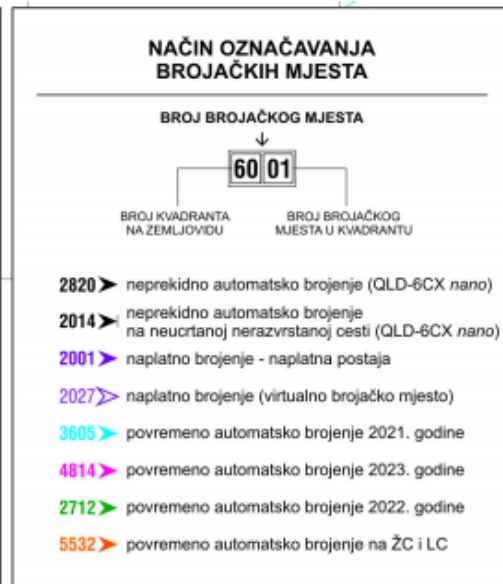 NAČIN OZNAČAVANJA
BROJAČKIH MJESTA
BROJ BROJAČKOG MJESTA
60 01
BROJ KVADRANTA
NA ZEMLJOVIDU
BROJ BROJAČKOG
MJESTA U KVADRANTU
2820 neprekidno automatsko brojenje (QLD-6CX nano)
2014 neprekidno automatsko brojenje
na neucrtanoj nerazvrstanoj cesti (QLD-6CX nano)
2001 naplatno brojenje - naplatna postaja
2027 naplatno brojenje (virtualno brojačko mjesto)
3605 povremeno automatsko brojenje 2021. godine
4814 povremeno automatsko brojenje 2023. godine
2712 povremeno automatsko brojenje 2022. godine
5532 povremeno automatsko brojenje na ŽC i LC